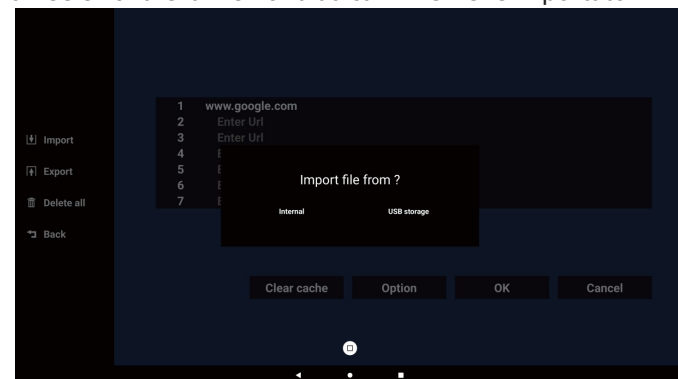 1 www.google.com
2 Enter Url
3 Enter Url
4 E
5 E
6 E
7 E
Import
Export
Delete all
Back
Import file from ?
Internal USB storage
Clear cache Option OK Cancel